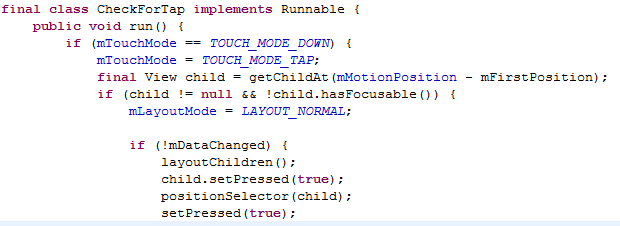 final class CheckForTap implements Runnable {
    public void run() {
        if (mTouchMode == TOUCH_MODE_DOWN) {
            mTouchMode = TOUCH_MODE_TAP;
            final View child = getChildAt(mMotionPosition - mFirstPosition);
            if (child != null && !child.hasFocusable()) {
                mLayoutMode = LAYOUT_NORMAL;

                if (!mDataChanged) {
                    layoutChildren();
                    child.setPressed(true);
                    positionSelector(child);
                    setPressed(true);